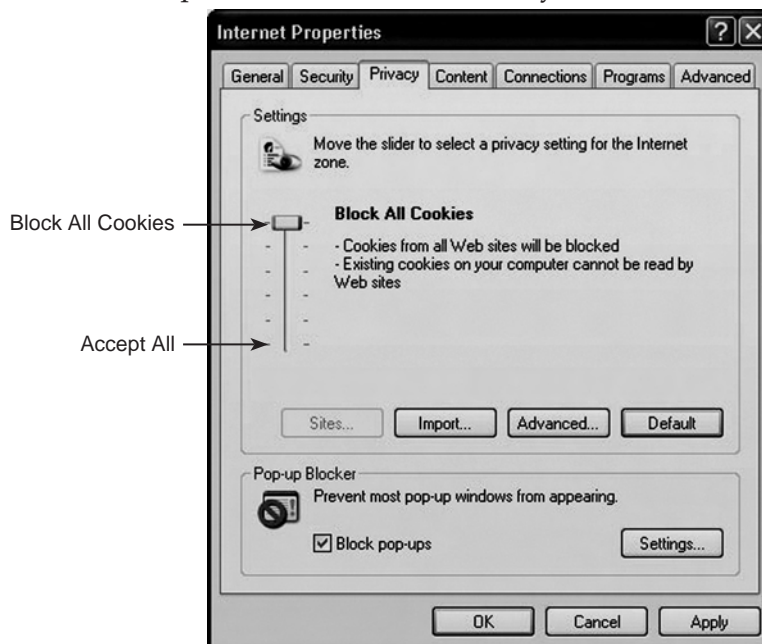 Internet Properties
General Security Privacy Content Connections Programs Advanced
Settings
Move the slider to select a privacy setting for the Internet
zone.
Block All Cookies
Block All Cookies
- Cookies from all Web sites will be blocked
- Existing cookies on your computer cannot be read by
Web sites
Accept All
Sites... Import... Advanced... Default
Pop-up Blocker
Prevent most pop-up windows from appearing.
Block pop-ups
Settings...
OK Cancel Apply